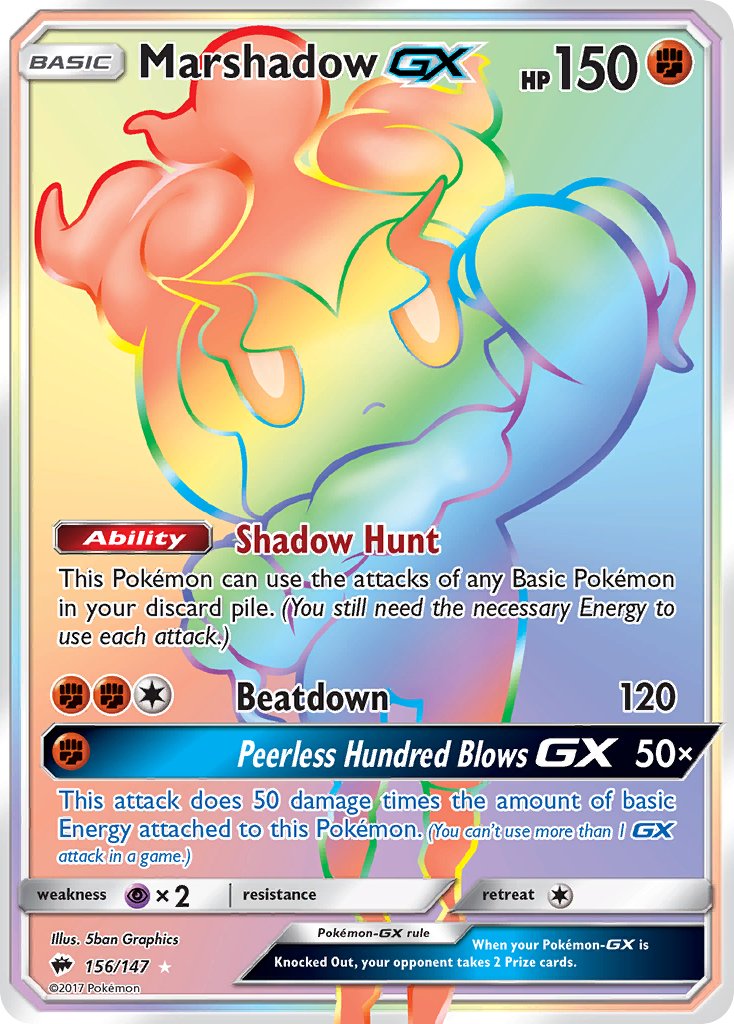 BASIC Marshadow GX HP 150
Ability Shadow Hunt
This Pokémon can use the attacks of any Basic Pokémon
in your discard pile. (You still need the necessary Energy to
use each attack.)
Beatdown 120
Peerless Hundred Blows GX 50×
This attack does 50 damage times the amount of basic
Energy attached to this Pokémon. (You can't use more than 1 GX
attack in a game.)
weakness ×2 resistance retreat
Illus. 5ban Graphics
Pokémon-GX rule
When your Pokémon-GX is
Knocked Out, your opponent takes 2 Prize cards.
156/147
©2017 Pokémon